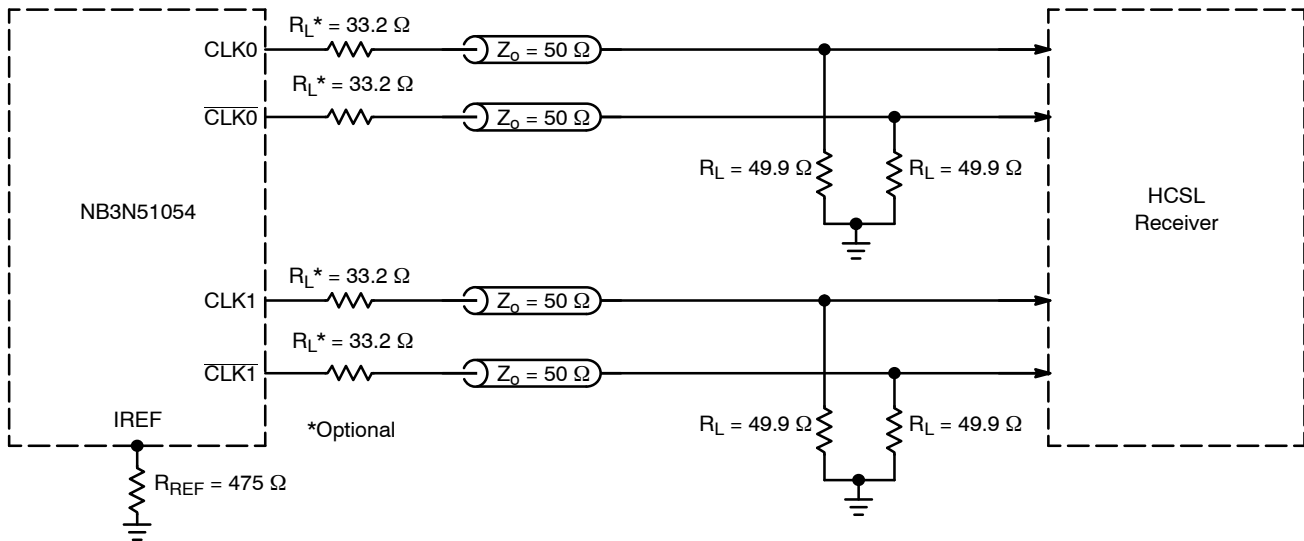 R_L* = 33.2 Ω
CLK0
Z_o = 50 Ω
R_L* = 33.2 Ω
C̅L̅K̅0̅
Z_o = 50 Ω
R_L = 49.9 Ω
R_L = 49.9 Ω
NB3N51054
HCSL
Receiver
R_L* = 33.2 Ω
CLK1
Z_o = 50 Ω
R_L* = 33.2 Ω
C̅L̅K̅1̅
Z_o = 50 Ω
IREF
*Optional
R_L = 49.9 Ω
R_L = 49.9 Ω
R_REF = 475 Ω